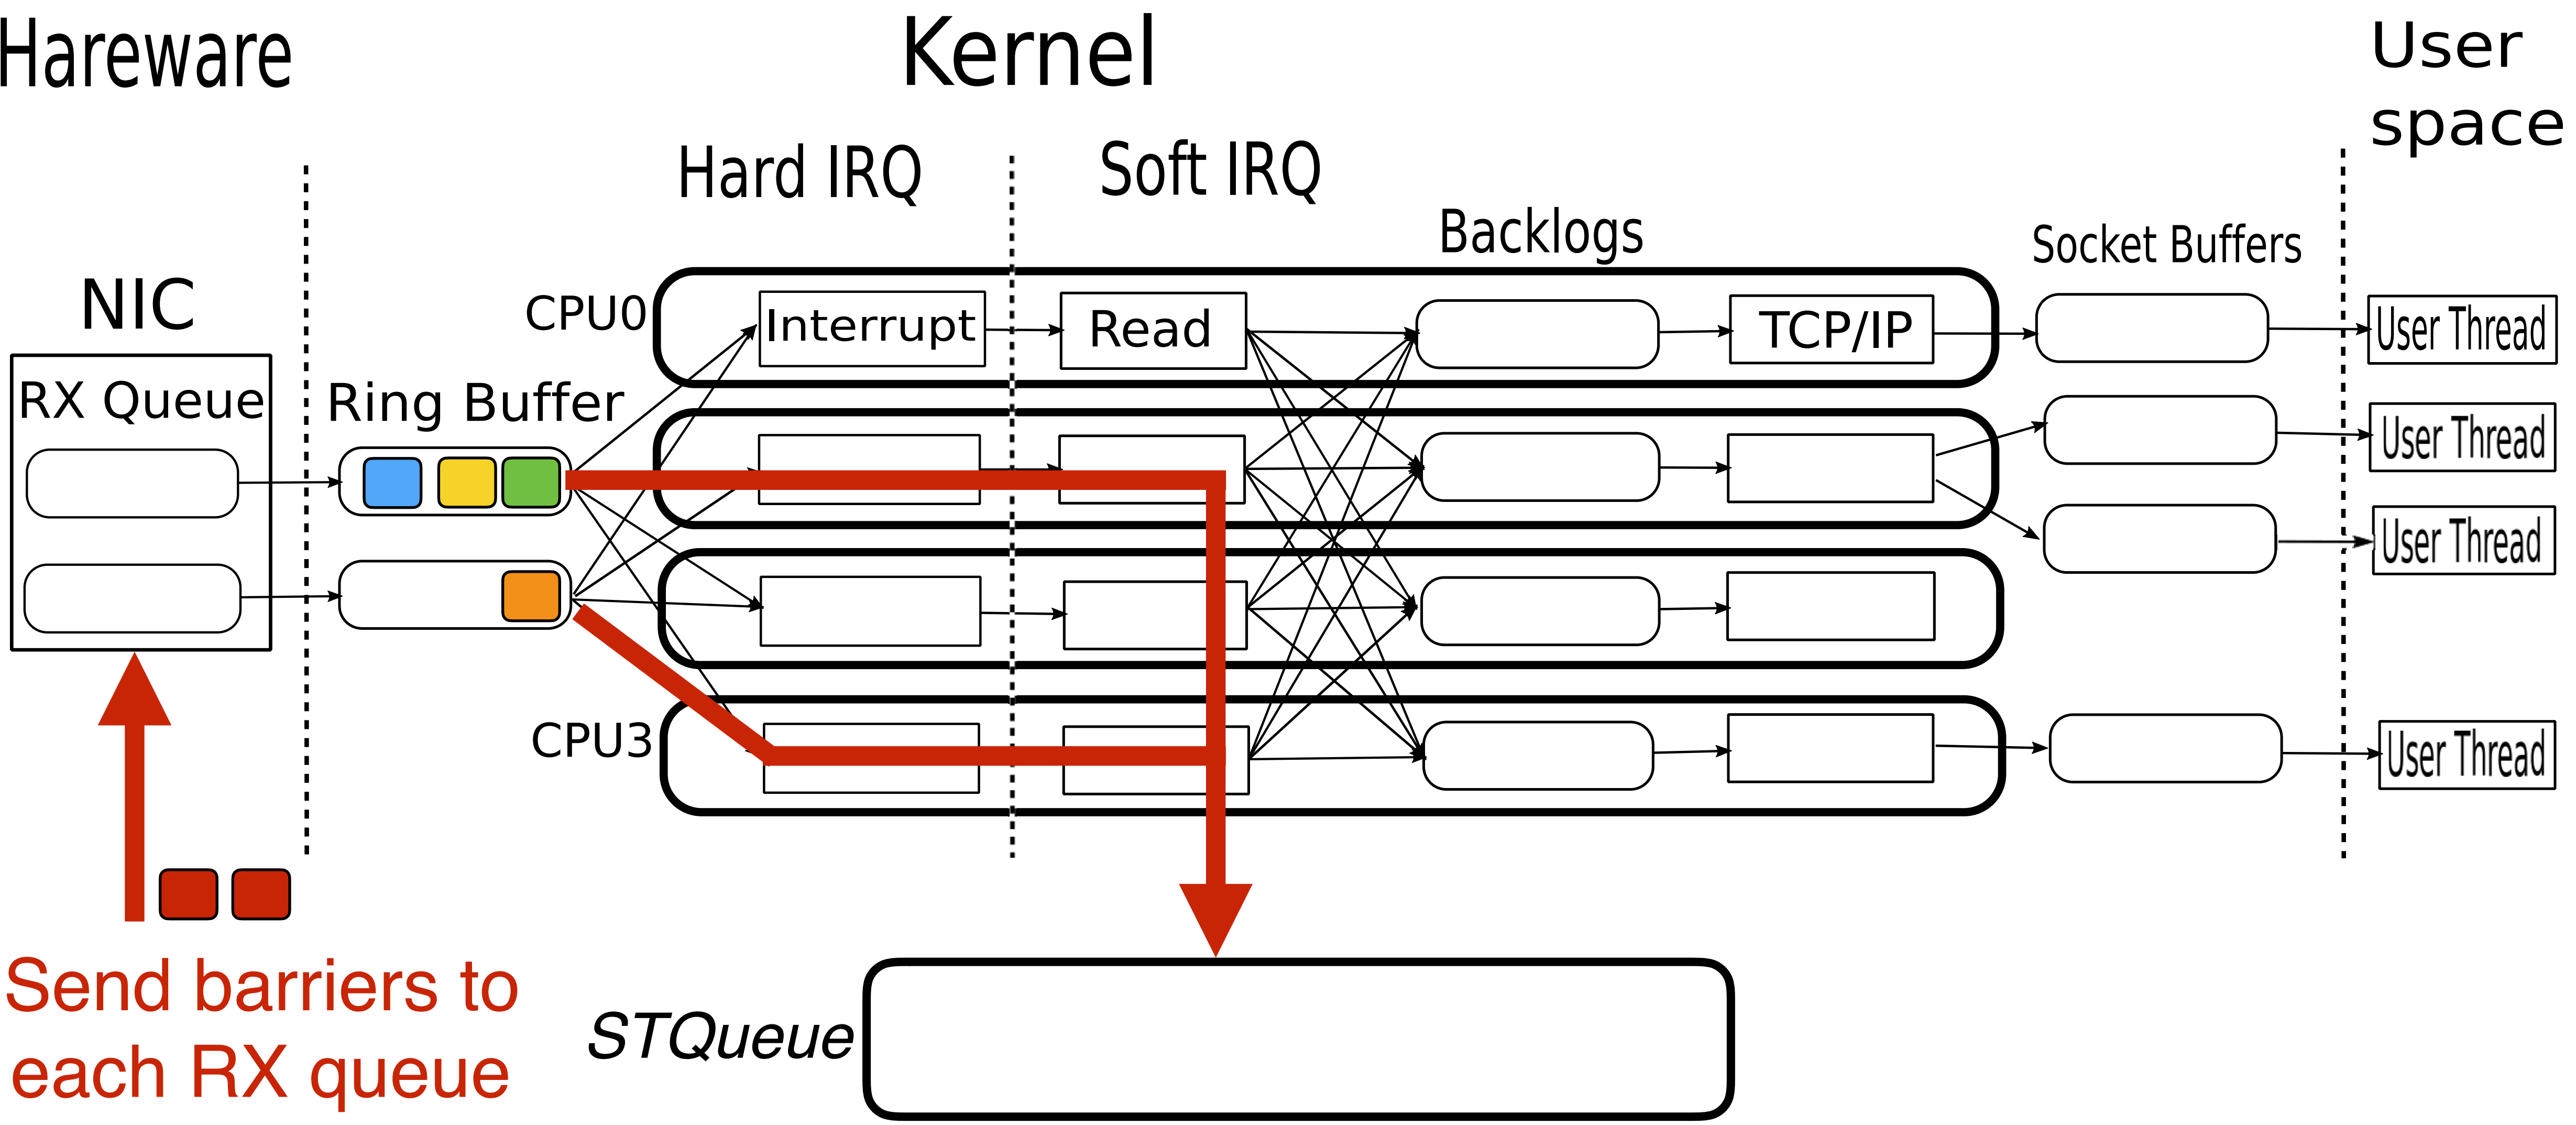 Hareware
Kernel
User
space
Hard IRQ
Soft IRQ
Backlogs
Socket Buffers
NIC
CPU0
Interrupt
Read
TCP/IP
User Thread
RX Queue
Ring Buffer
User Thread
User Thread
CPU3
User Thread
Send barriers to
each RX queue
STQueue